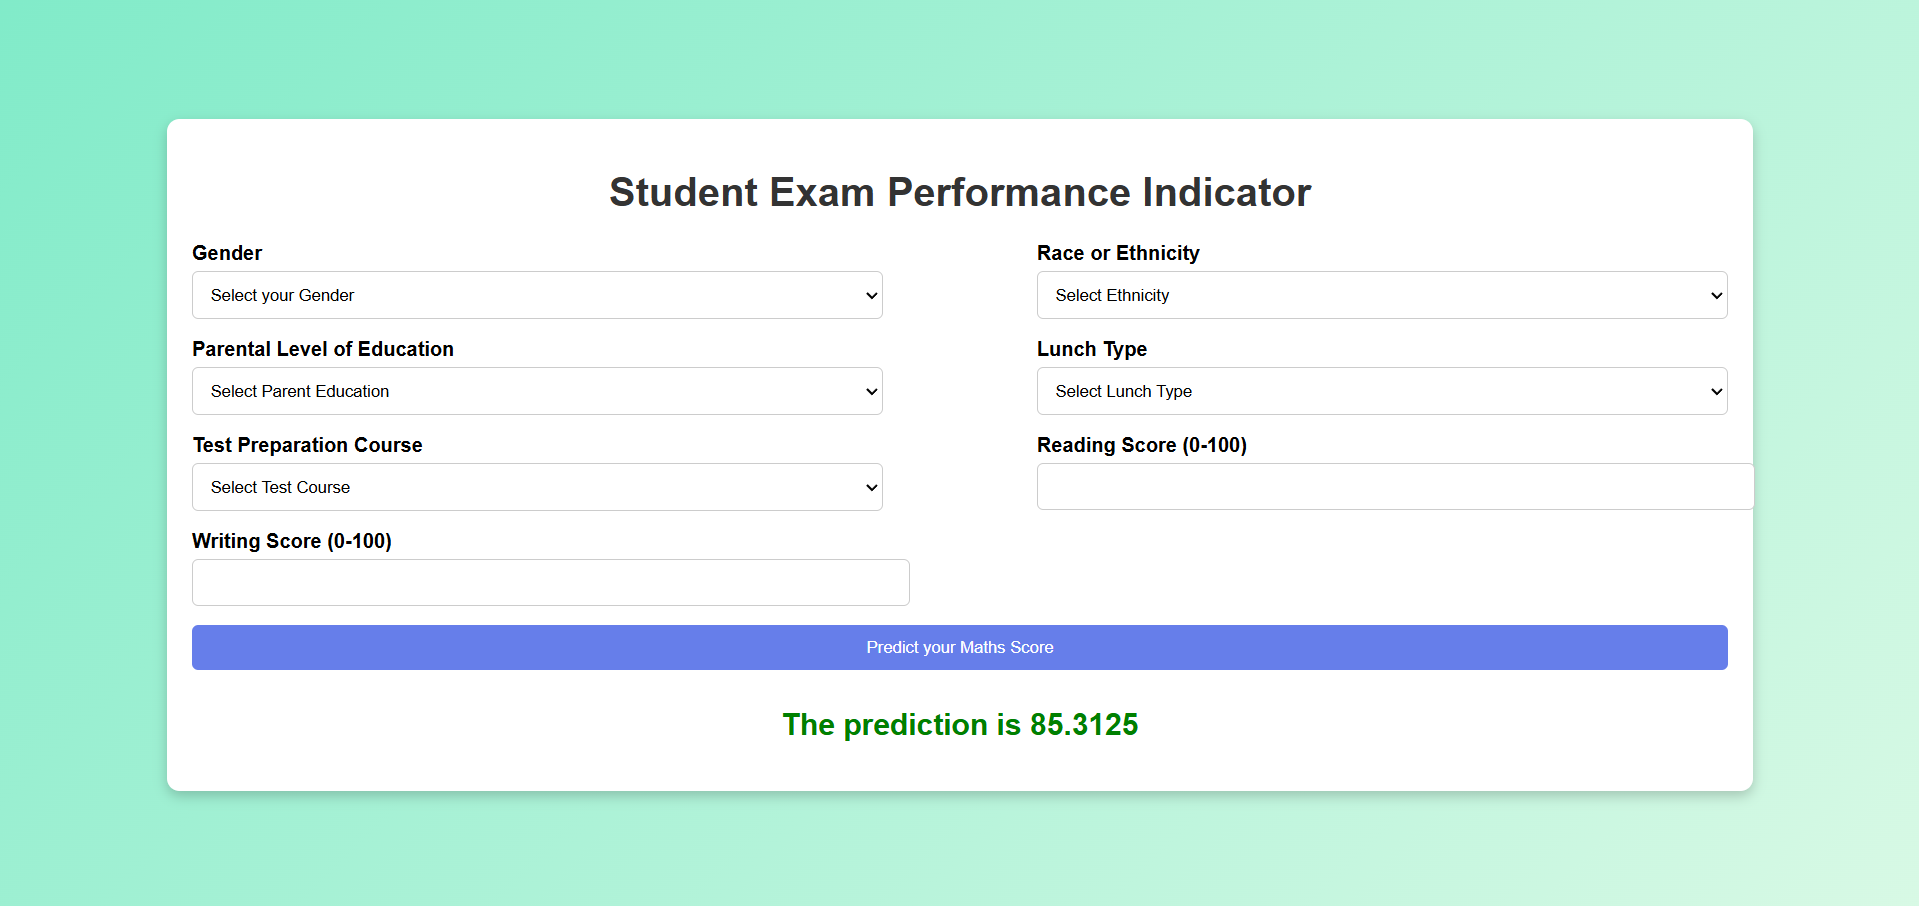 Student Exam Performance Indicator
Gender
Race or Ethnicity
Select your Gender
Select Ethnicity
Parental Level of Education
Lunch Type
Select Parent Education
Select Lunch Type
Test Preparation Course
Reading Score (0-100)
Select Test Course
Writing Score (0-100)
Predict your Maths Score
The prediction is 85.3125